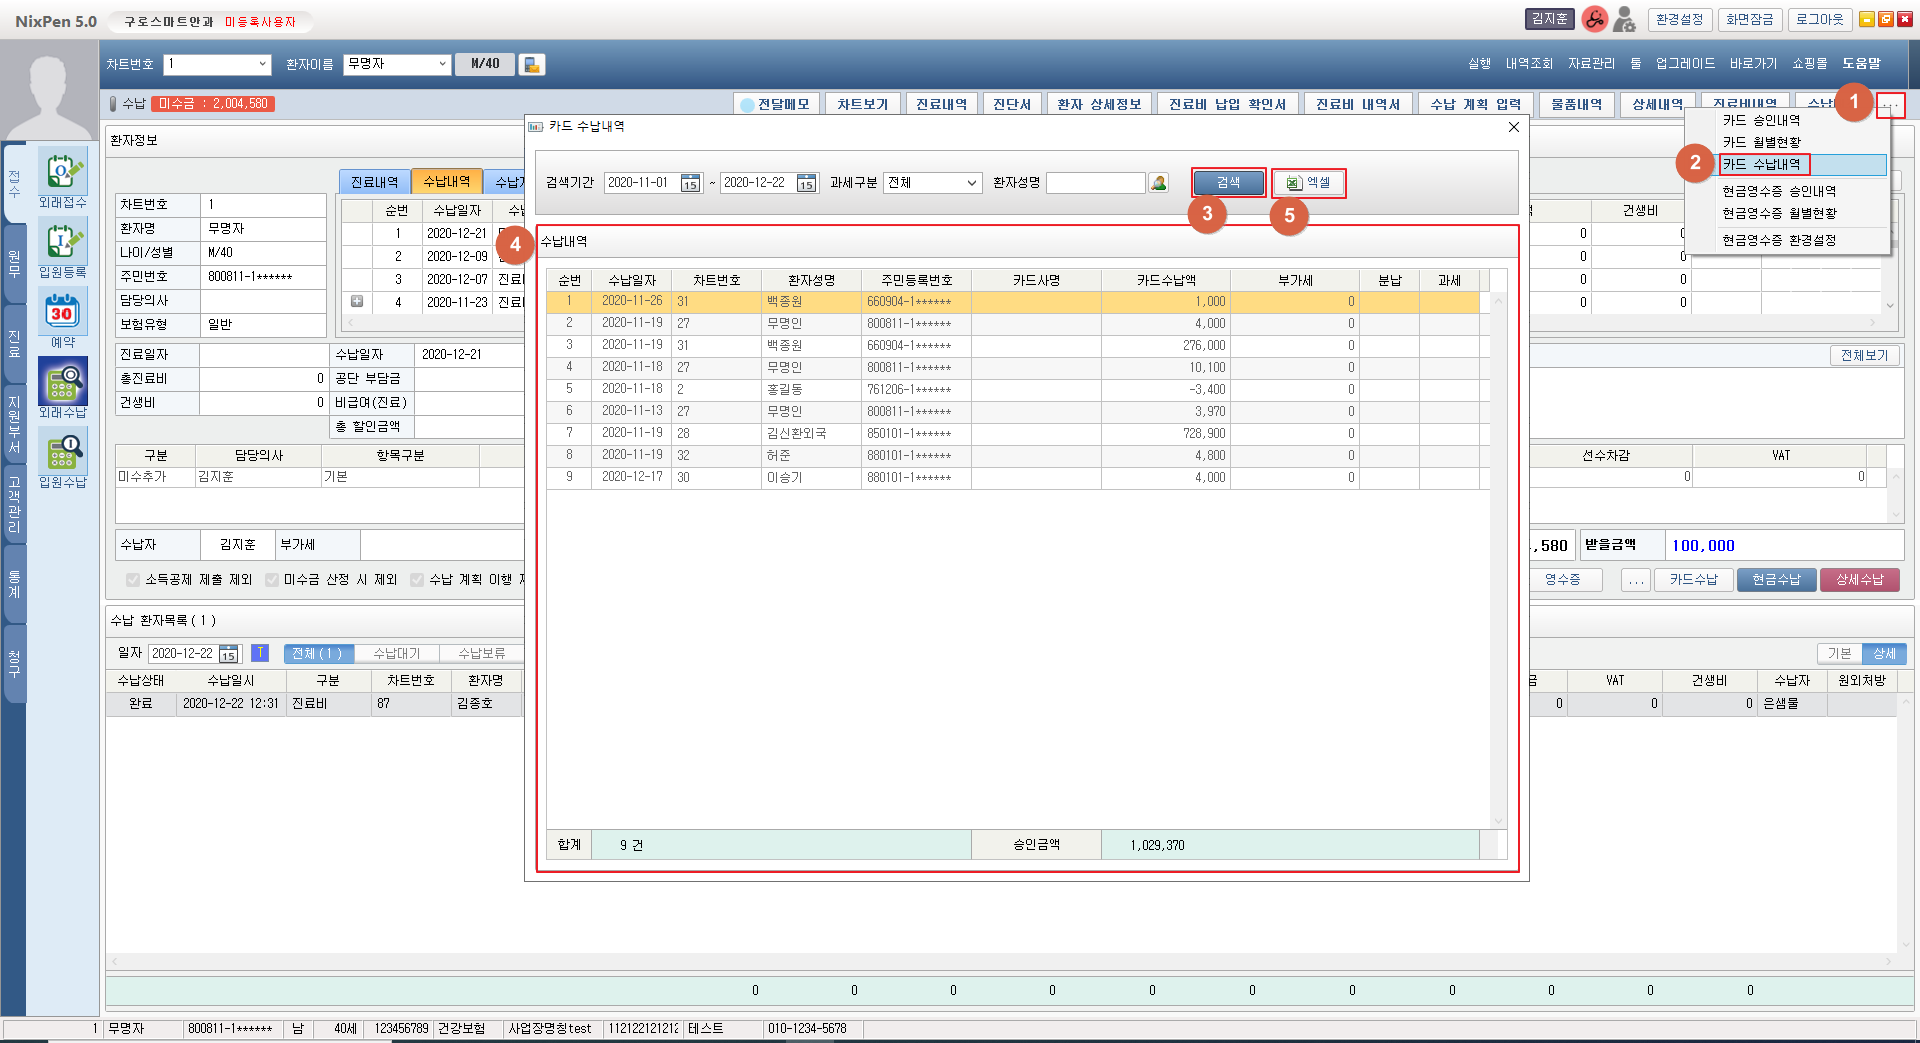 NixPen 5.0 구로스마트안과 미등록사용자 김지훈 환경설정 화면잠금 로그아웃
차트번호 1 환자이름 무명자 M/40 실행 내역조회 자료관리 툴 업그레이드 바로가기 쇼핑몰 도움말
수납 미수금 : 2,004,580 전달메모 차트보기 진료내역 진단서 환자 상세정보 진료비 납입 확인서 진료비 내역서 수납 계획 입력 물품내역 상세내역 진료비내역 수납 1 ...
카드 승인내역
카드 월별현황
2 카드 수납내역
현금영수증 승인내역
현금영수증 월별현황
현금영수증 환경설정
접수
원무
진료
지원부서
고객관리
통계
청구
외래접수
입원등록
30
예약
외래수납
입원수납
환자정보
차트번호 1
환자명 무명자
나이/성별 M/40
주민번호 800811-1******
담당의사
보험유형 일반
진료내역 수납내역 수납
순번 수납일자
1 2020-12-21
2 2020-12-09
3 2020-12-07 진료
4 2020-11-23 진료
진료일자 수납일자 2020-12-21
총진료비 0 공단 부담금
건생비 0 비급여(진료)
총 할인금액
구분 담당의사 항목구분
미수추가 김지훈 기본
수납자 김지훈 부가세
소득공제 제출 제외 미수금 산정 시 제외 수납 계획 이행
카드 수납내역
검색기간 2020-11-01 15 ~ 2020-12-22 15 과세구분 전체 환자성명 검색 엑셀
3 5
4 수납내역
순번 수납일자 차트번호 환자성명 주민등록번호 카드사명 카드수납액 부가세 분납 과세
1 2020-11-26 31 백종원 660904-1****** 1,000 0
2 2020-11-19 27 무명인 800811-1****** 4,000 0
3 2020-11-19 31 백종원 660904-1****** 276,000 0
4 2020-11-18 27 무명인 800811-1****** 10,100 0
5 2020-11-18 2 홍길동 761206-1****** -3,400 0
6 2020-11-13 27 무명인 800811-1****** 3,970 0
7 2020-11-19 28 김신환외국 850101-1****** 728,900 0
8 2020-11-19 32 허준 880101-1****** 4,800 0
9 2020-12-17 30 이승기 880101-1****** 4,000 0
합계 9 건 승인금액 1,029,370
건생비
0 0
0 0
0 0
0 0
전체보기
선수차감 VAT
0 0
,580 받을금액 100,000
영수증 ... 카드수납 현금수납 상세수납
수납 환자목록 ( 1 )
일자 2020-12-22 15 T 전체 ( 1 ) 수납대기 수납보류 기본 상세
수납상태 수납일시 구분 차트번호 환자명 금 VAT 건생비 수납자 원외처방
완료 2020-12-22 12:31 진료비 87 김종호 0 0 0 은샘물
0 0 0 0 0 0 0 0 0 0 0
1 무명자 800811-1****** 남 40세 123456789 건강보험 사업장명칭test 112122121212 테스트 010-1234-5678